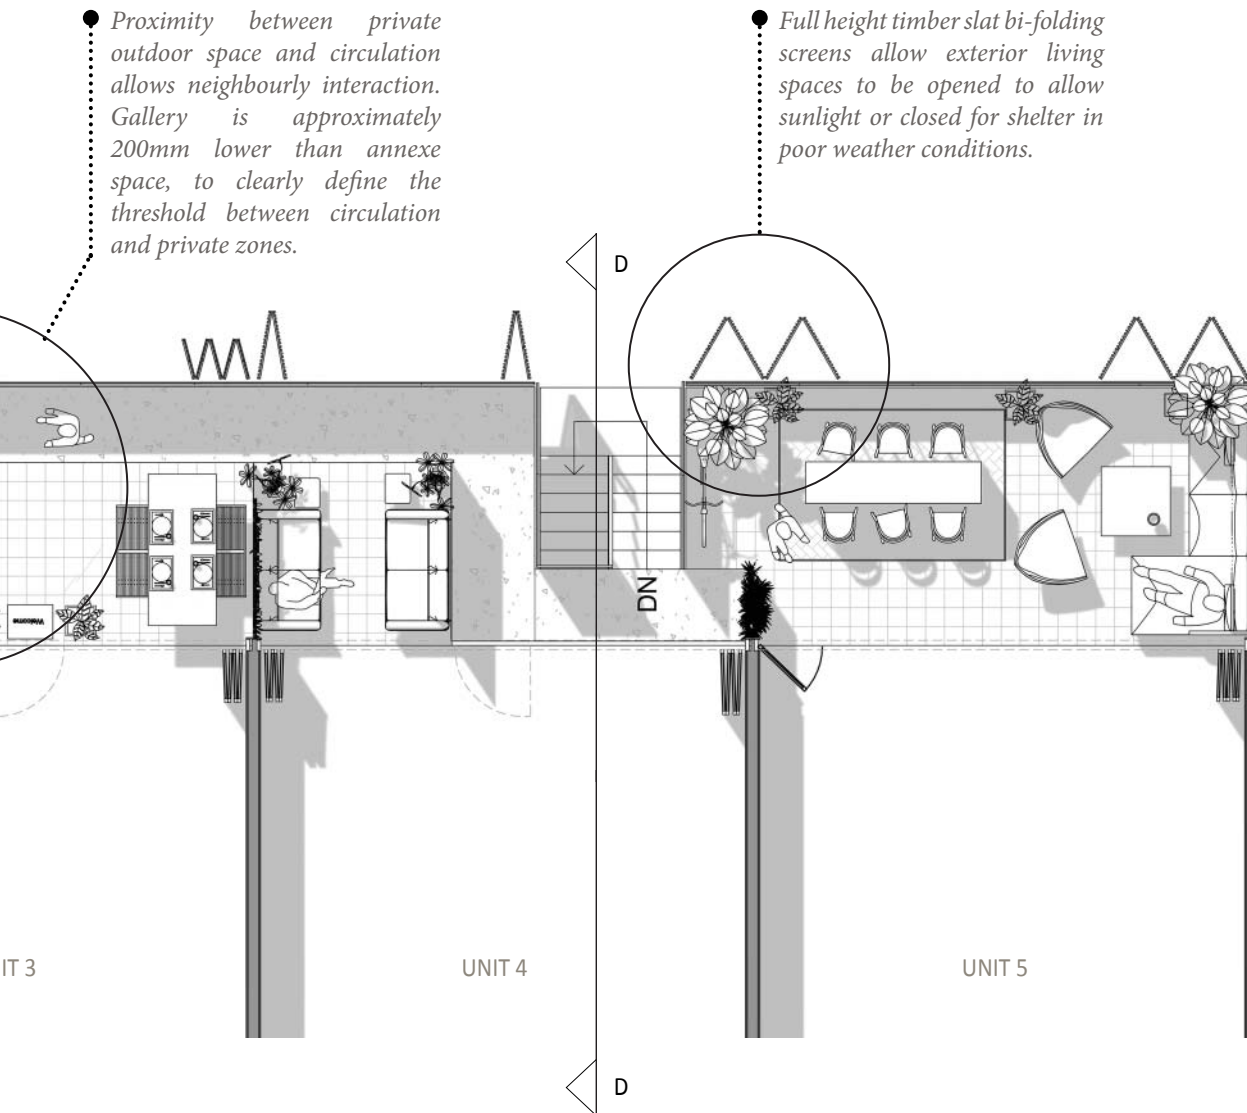 Proximity between private
outdoor space and circulation
allows neighbourly interaction.
Gallery is approximately
200mm lower than annexe
space, to clearly define the
threshold between circulation
and private zones.
Full height timber slat bi-folding
screens allow exterior living
spaces to be opened to allow
sunlight or closed for shelter in
poor weather conditions.
D
DN
Welcome
IT 3
UNIT 4
UNIT 5
D